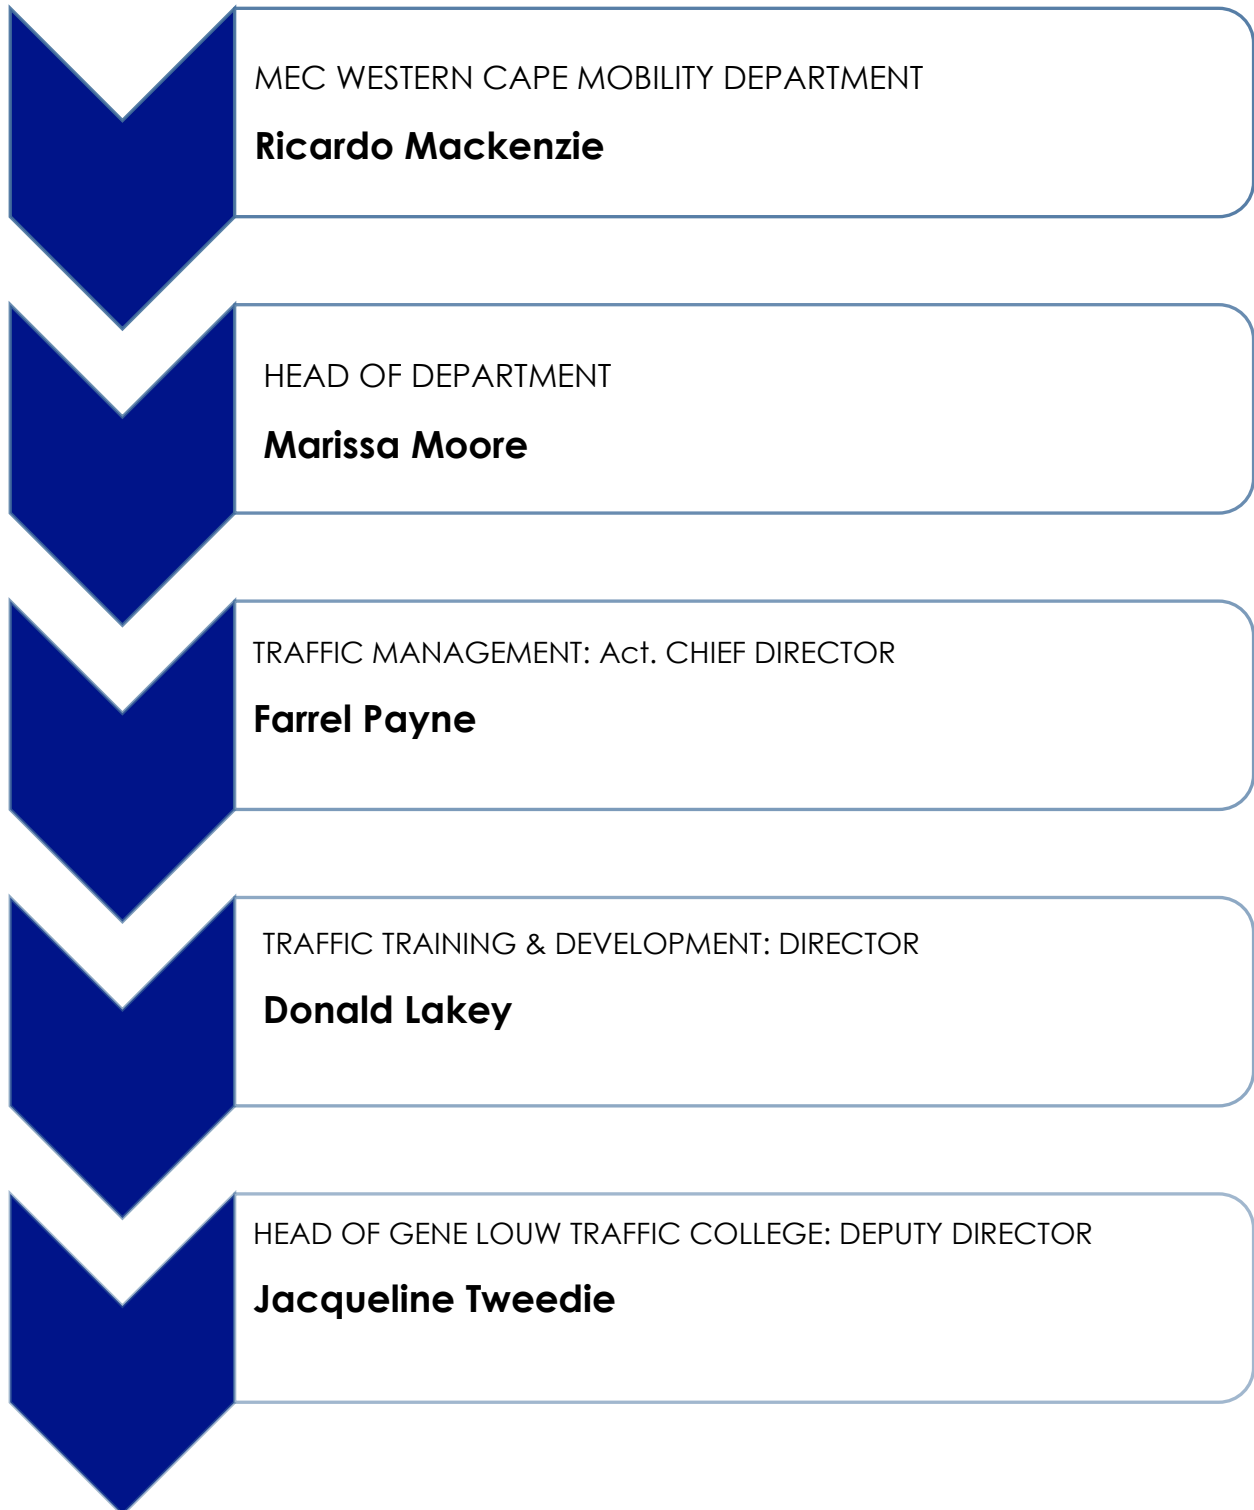 MEC WESTERN CAPE MOBILITY DEPARTMENT
Ricardo Mackenzie
HEAD OF DEPARTMENT
Marissa Moore
TRAFFIC MANAGEMENT: Act. CHIEF DIRECTOR
Farrel Payne
TRAFFIC TRAINING & DEVELOPMENT: DIRECTOR
Donald Lakey
HEAD OF GENE LOUW TRAFFIC COLLEGE: DEPUTY DIRECTOR
Jacqueline Tweedie